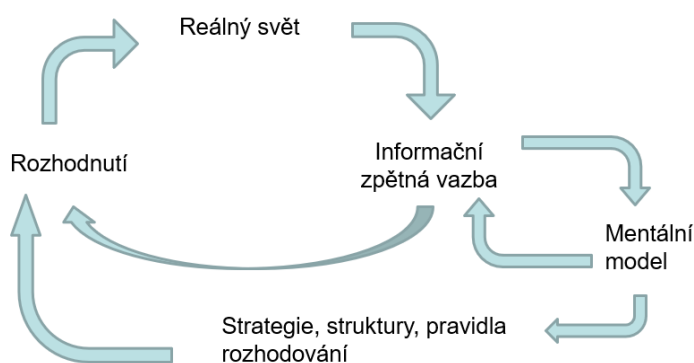 Reálný svět
Rozhodnutí
Informační
zpětná vazba
Mentální
model
Strategie, struktury, pravidla
rozhodování